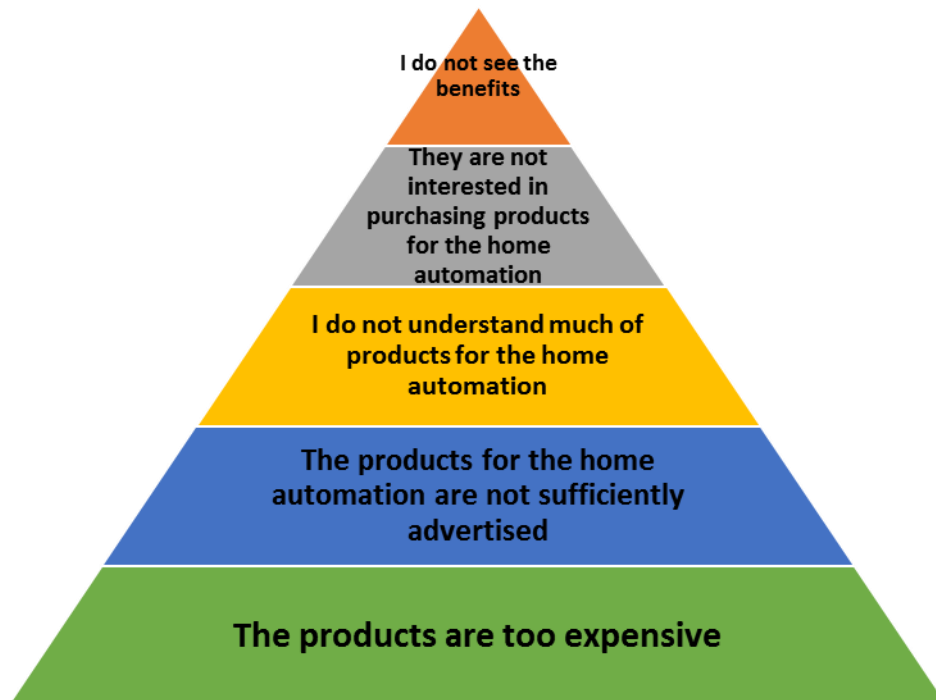 I do not see the
benefits
They are not
interested in
purchasing products
for the home
automation
I do not understand much of
products for the home
automation
The products for the home
automation are not sufficiently
advertised
The products are too expensive